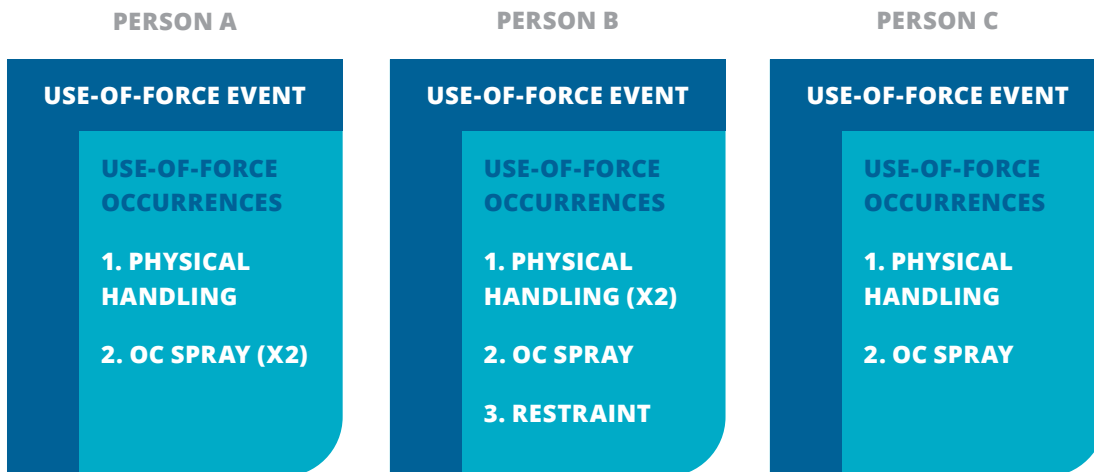 PERSON A
USE-OF-FORCE EVENT
USE-OF-FORCE
OCCURRENCES
1. PHYSICAL
HANDLING
2. OC SPRAY (X2)
PERSON B
USE-OF-FORCE EVENT
USE-OF-FORCE
OCCURRENCES
1. PHYSICAL
HANDLING (X2)
2. OC SPRAY
3. RESTRAINT
PERSON C
USE-OF-FORCE EVENT
USE-OF-FORCE
OCCURRENCES
1. PHYSICAL
HANDLING
2. OC SPRAY